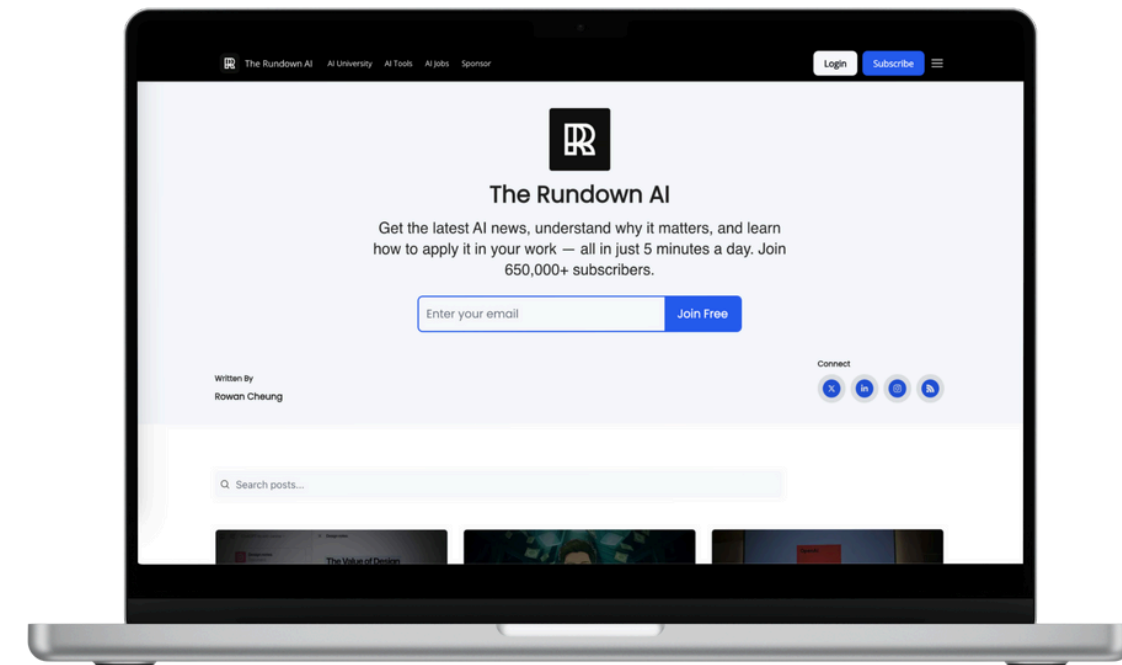 The Rundown AI AI University AI Tools AI Jobs Sponsor Login Subscribe
R
The Rundown AI
Get the latest AI news, understand why it matters, and learn
how to apply it in your work — all in just 5 minutes a day. Join
650,000+ subscribers.
Enter your email Join Free
Connect
Written By
Rowan Cheung
Search posts...
The Value of Design